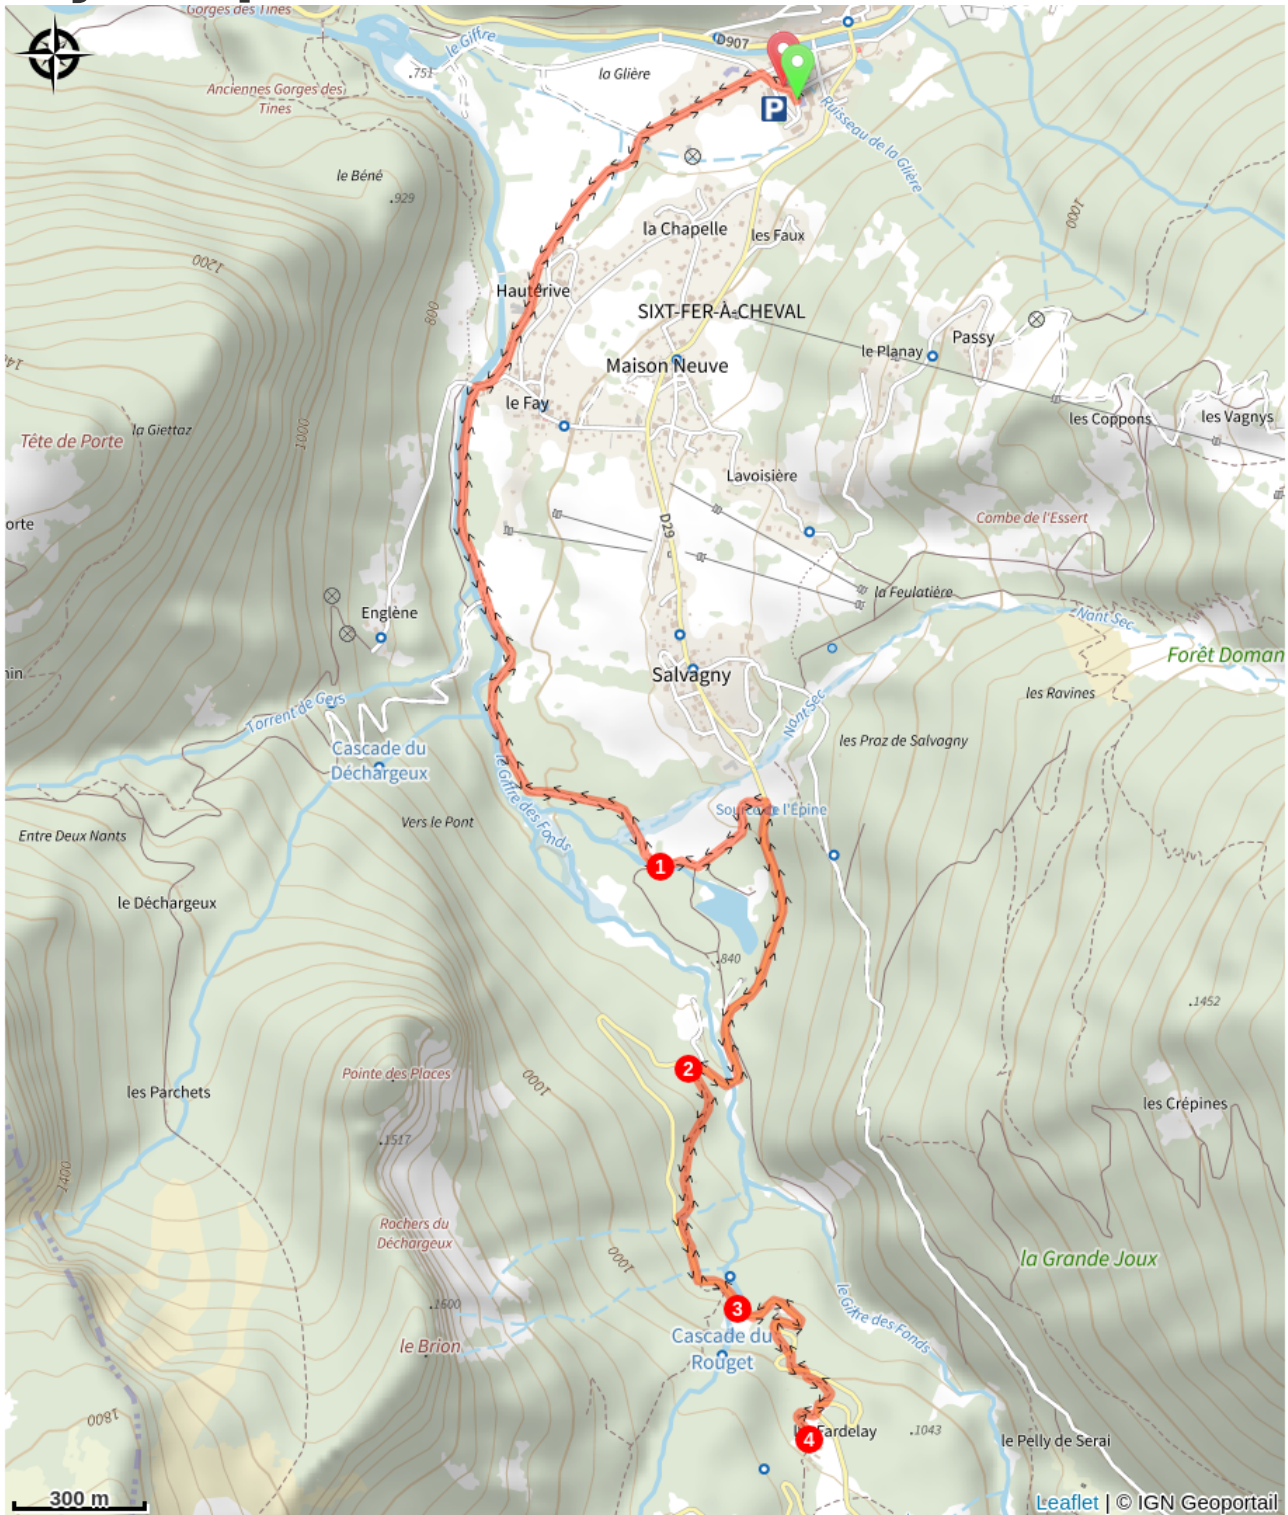 Gorges des Tines
le Giffre
D907
751
la Glière
Anciennes Gorges des
Tines
P
Ruisseau de la Glière
le Béné
929
1000
la Chapelle
les Faux
1200
Hauterive
800
SIXT-FER-À-CHEVAL
Passy
le Planay
Maison Neuve
le Fay
les Coppons
les Vagnys
Tête de Porte
la Giettaz
1000
Lavoisière
D29
Combe de l'Essert
orte
Englène
la Feulatière
Nant Sec
Forêt Doman
Salvagny
les Ravines
Torrent de Gers
Nant Sec
les Praz de Salvagny
Cascade du
Déchargeux
le Giffre des Fonds
Vers le Pont
Entre Deux Nants
1
le Déchargeux
840
1452
2
Pointe des Places
1000
les Parchets
les Crépines
1517
1400
Rochers du
Déchargeux
1000
la Grande Joux
1600
3
le Giffre des Fonds
Cascade du
Rouget
le Brion
1800
4
Fardelay
1043
le Pelly de Serai
300 m
Leaflet | © IGN Geoportail